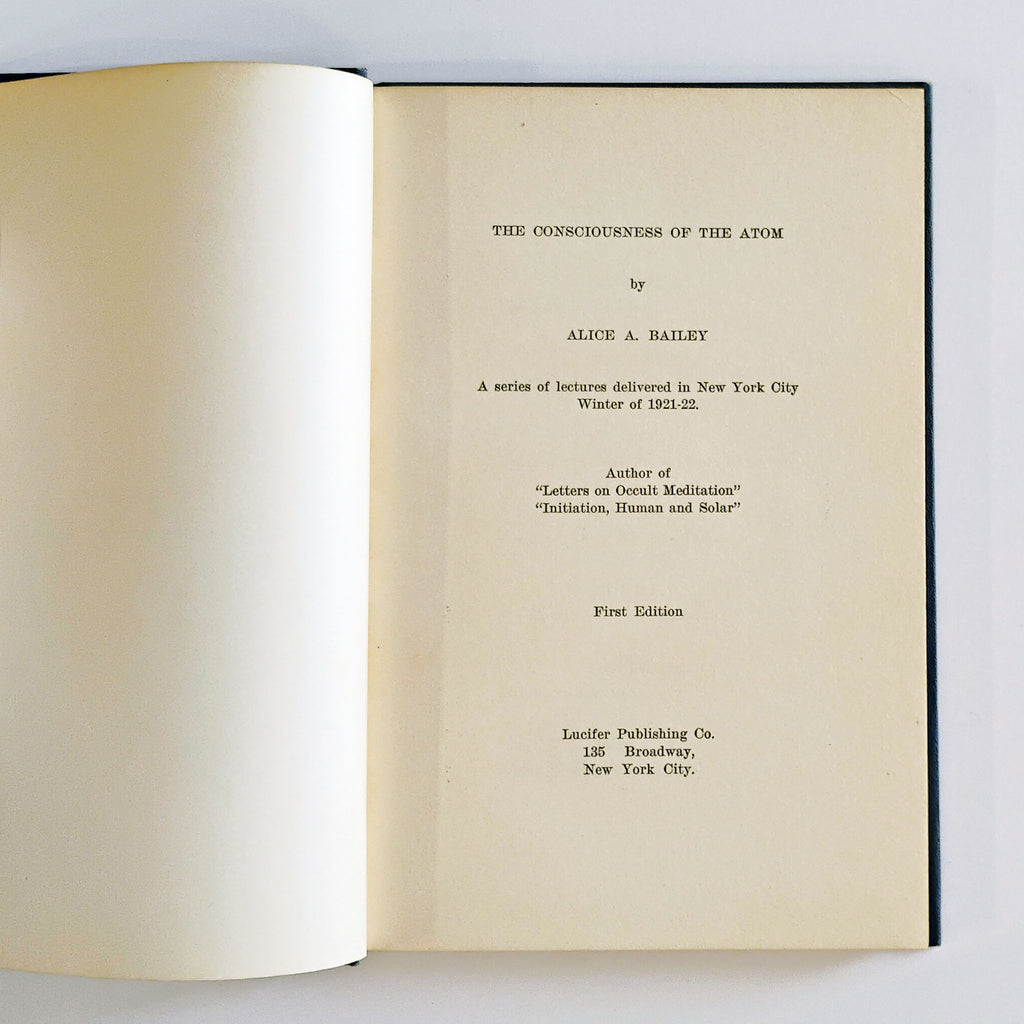 THE CONSCIOUSNESS OF THE ATOM
by
ALICE A. BAILEY
A series of lectures delivered in New York City
Winter of 1921-22.
Author of
“Letters on Occult Meditation”
“Initiation, Human and Solar”
First Edition
Lucifer Publishing Co.
135 Broadway,
New York City.